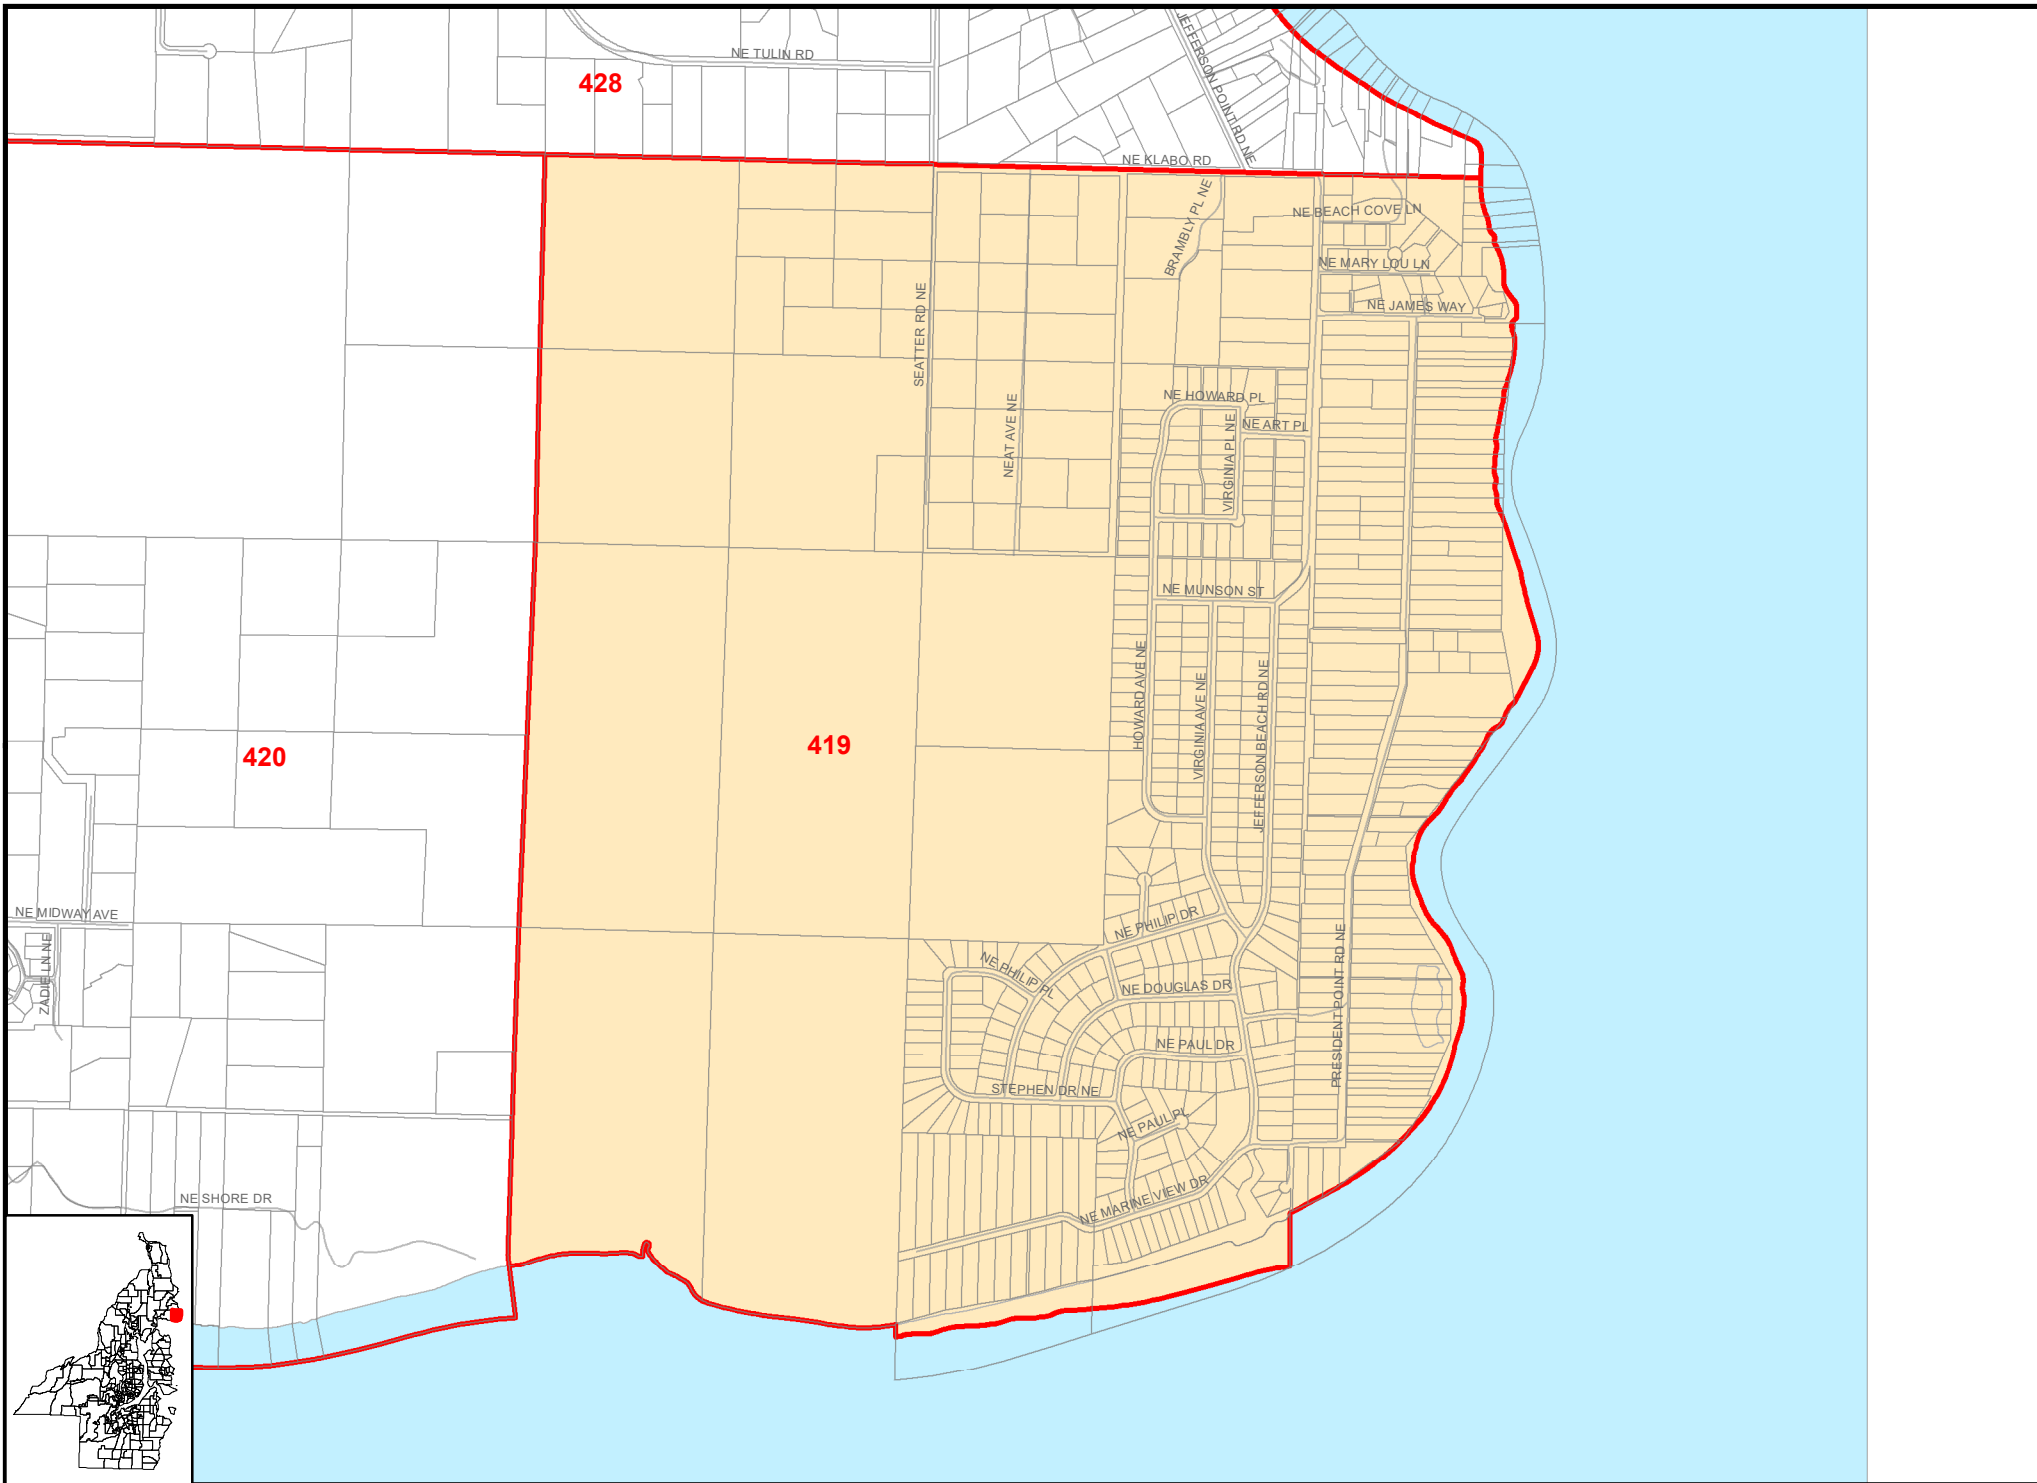 JEFFERSON POINT RD NE
NE TULIN RD
428
NE KLABO RD
BRAMBLY PL NE
NE BEACH COVE LN
NE MARY LOU LN
NE JAMES WAY
SEATTER RD NE
NE HOWARD PL
NEAT AVE NE
VIRGINIA PL NE
NE ART PL
NE MUNSON ST
HOWARD AVE NE
VIRGINIA AVE NE
JEFFERSON BEACH RD NE
419
420
NE MIDWAY AVE
ZADIE LN NE
NE PHILIP DR
NE PHILIP PL
NE DOUGLAS DR
PRESIDENT POINT RD NE
NE PAUL DR
STEPHEN DR NE
NE PAUL PL
NE MARINE VIEW DR
NE SHORE DR